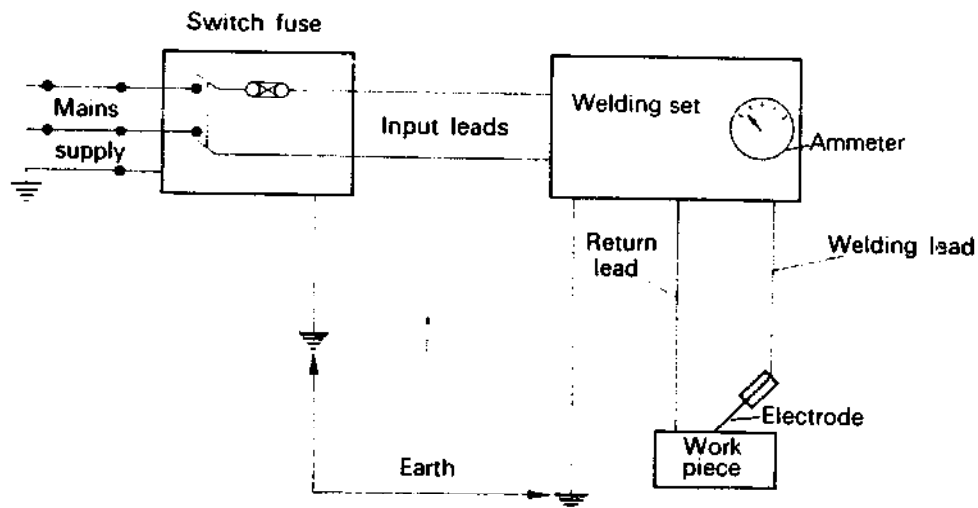 Switch fuse
Mains
supply
Input leads
Welding set
Ammeter
Return
lead
Welding lead
Electrode
Work
piece
Earth